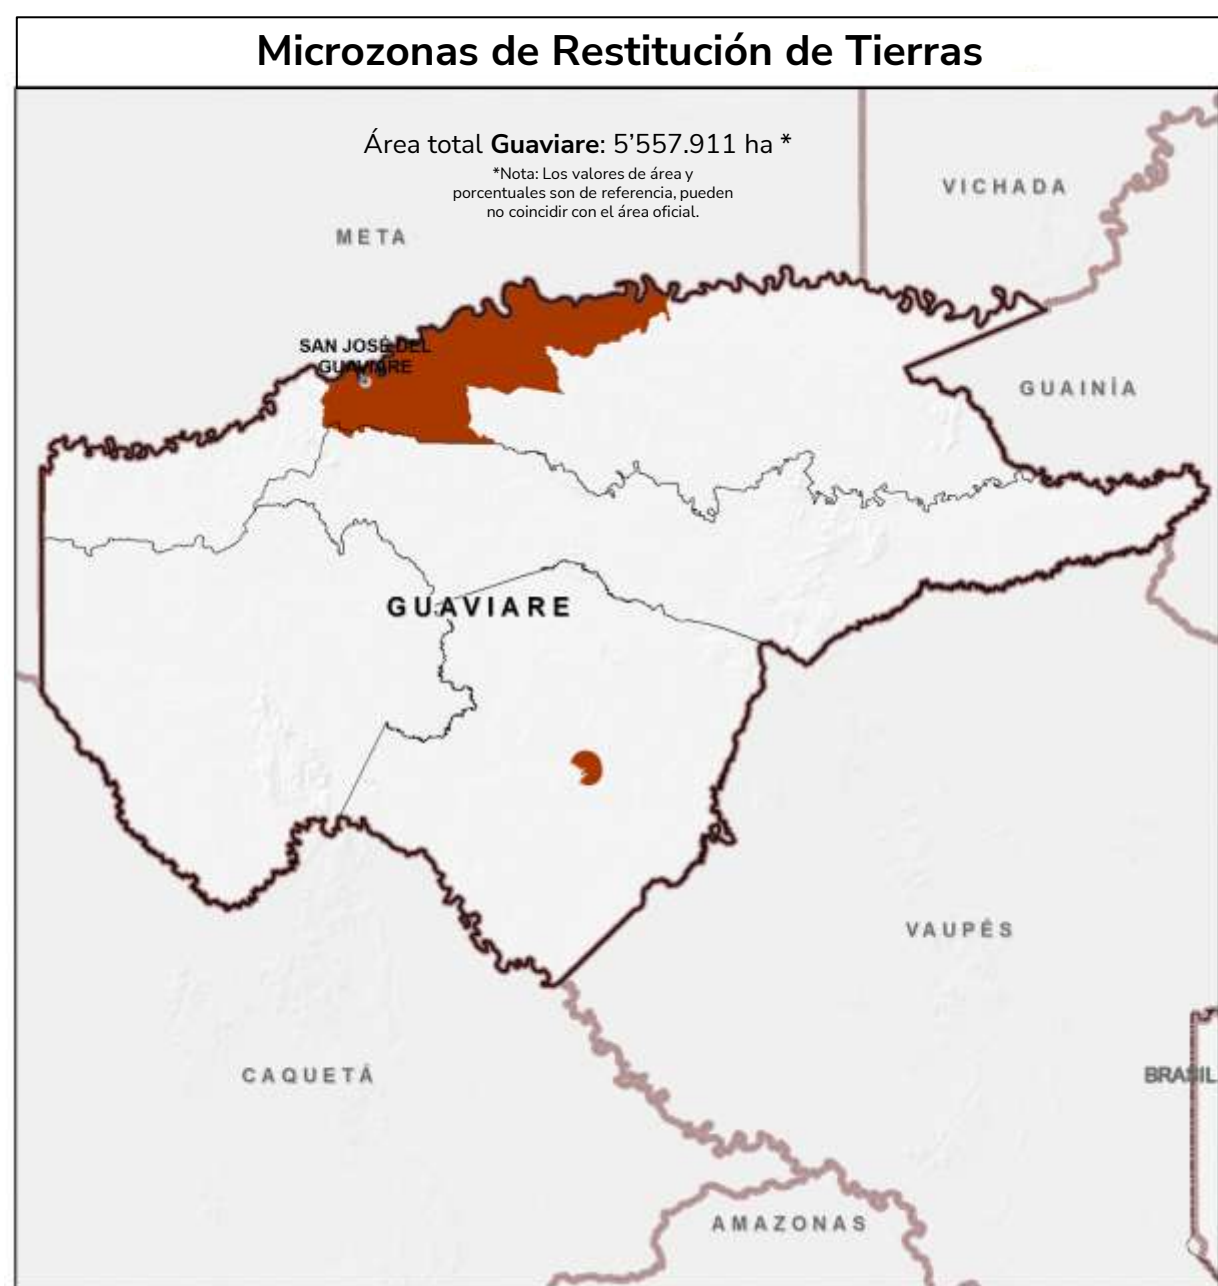 Microzonas de Restitución de Tierras
Área total Guaviare: 5’557.911 ha *
*Nota: Los valores de área y
porcentuales son de referencia, pueden
no coincidir con el área oficial.
VICHADA
META
SAN JOSÉ DEL
GUAVIARE
GUAINÍA
GUAVIARE
VAUPÉS
CAQUETÁ
BRASIL
AMAZONAS